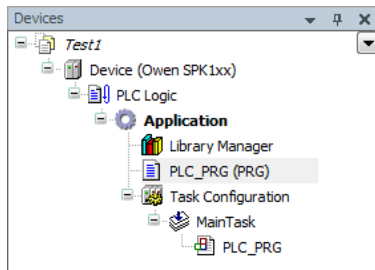 Devices
Test1
Device (Owen SPK1xx)
PLC Logic
Application
Library Manager
PLC_PRG (PRG)
Task Configuration
MainTask
PLC_PRG